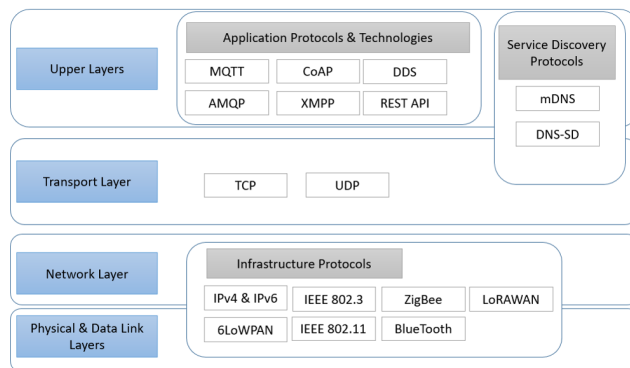 Upper Layers
Application Protocols & Technologies
MQTT
CoAP
DDS
AMQP
XMPP
REST API
Service Discovery
Protocols
mDNS
DNS-SD
Transport Layer
TCP
UDP
Network Layer
Infrastructure Protocols
IPv4 & IPv6
IEEE 802.3
ZigBee
LoRAWAN
Physical & Data Link
Layers
6LoWPAN
IEEE 802.11
BlueTooth